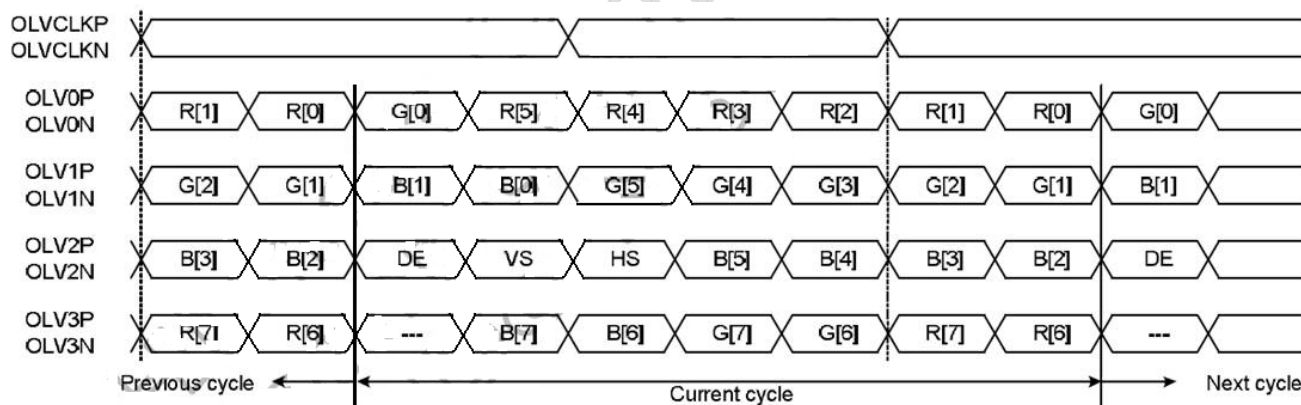 OLVCLKP
OLVCLKN
OLV0P
OLV0N
R[1] R[0] G[0] R[5] R[4] R[3] R[2] R[1] R[0] G[0]
OLV1P
OLV1N
G[2] G[1] B[1] B[0] G[5] G[4] G[3] G[2] G[1] B[1]
OLV2P
OLV2N
B[3] B[2] DE VS HS B[5] B[4] B[3] B[2] DE
OLV3P
OLV3N
R[7] R[6] --- B[7] B[6] G[7] G[6] R[7] R[6] ---
Previous cycle Current cycle Next cycle